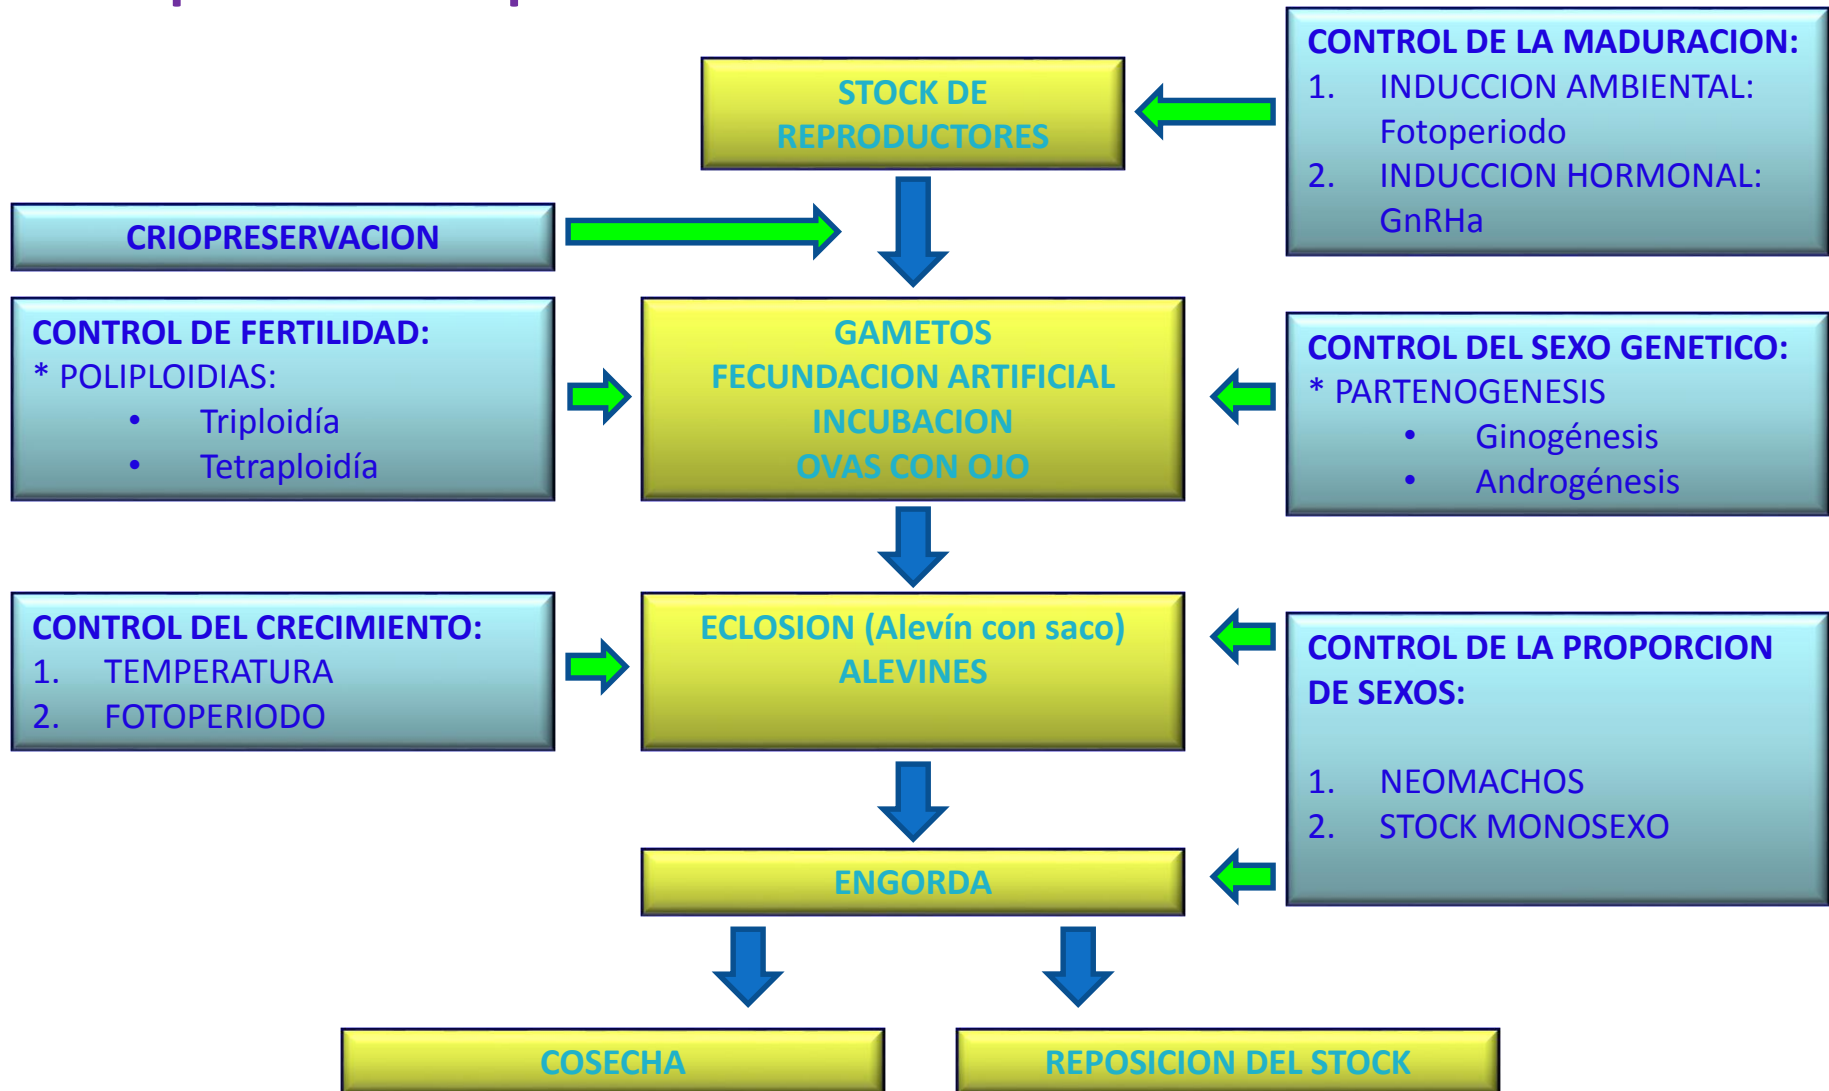 STOCK DE
REPRODUCTORES
CONTROL DE LA MADURACION:
1. INDUCCION AMBIENTAL:
Fotoperiodo
2. INDUCCION HORMONAL:
GnRHa
CRIOPRESERVACION
CONTROL DE FERTILIDAD:
* POLIPLOIDIAS:
• Triploidía
• Tetraploidía
GAMETOS
FECUNDACION ARTIFICIAL
INCUBACION
OVAS CON OJO
CONTROL DEL SEXO GENETICO:
* PARTENOGENESIS
• Ginogénesis
• Androgénesis
CONTROL DEL CRECIMIENTO:
1. TEMPERATURA
2. FOTOPERIODO
ECLOSION (Alevín con saco)
ALEVINES
CONTROL DE LA PROPORCION
DE SEXOS:
1. NEOMACHOS
2. STOCK MONOSEXO
ENGORDA
COSECHA
REPOSICION DEL STOCK